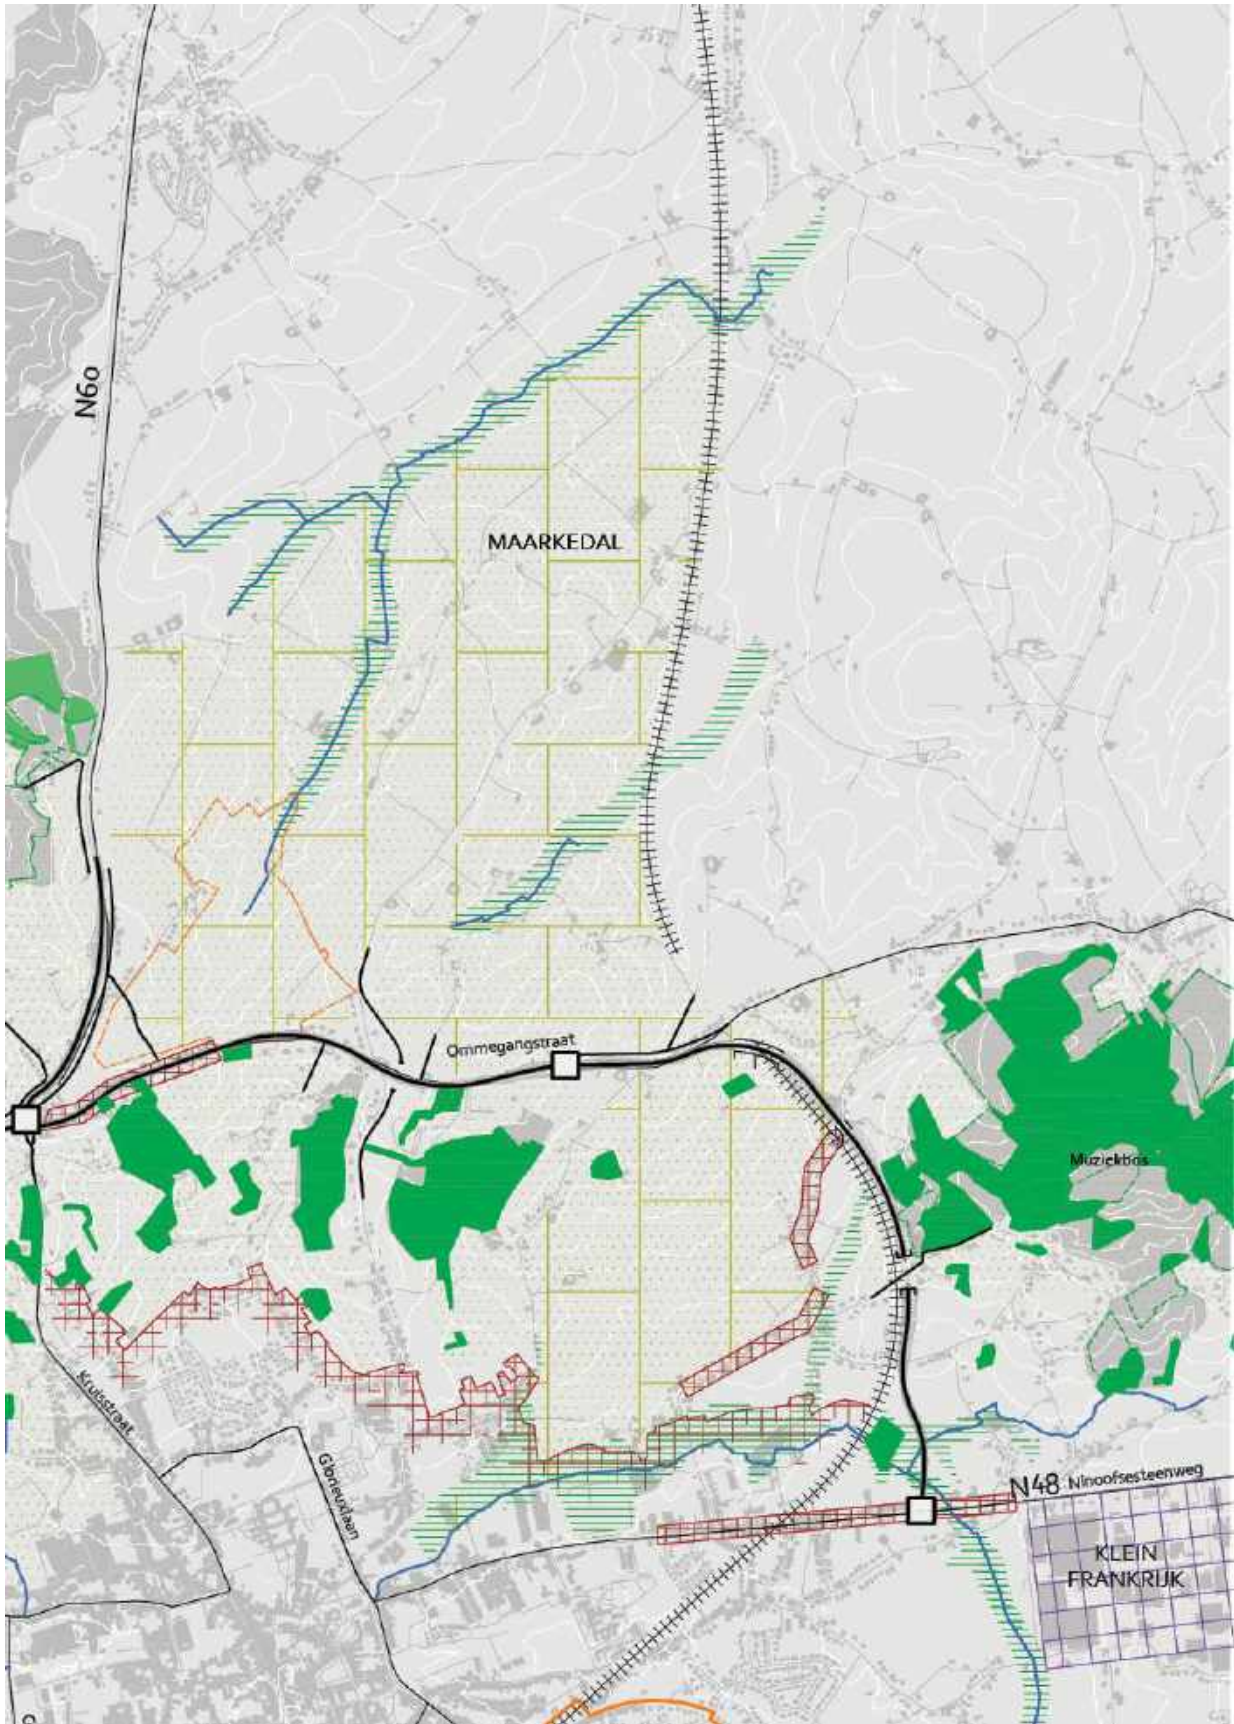 N60
MAARKEDAL
Ommegangstraat
Muziekbos
Kruisstraat
Glorieuxlaan
N48 Ninoofsesteenweg
KLEIN
FRANKRIJK